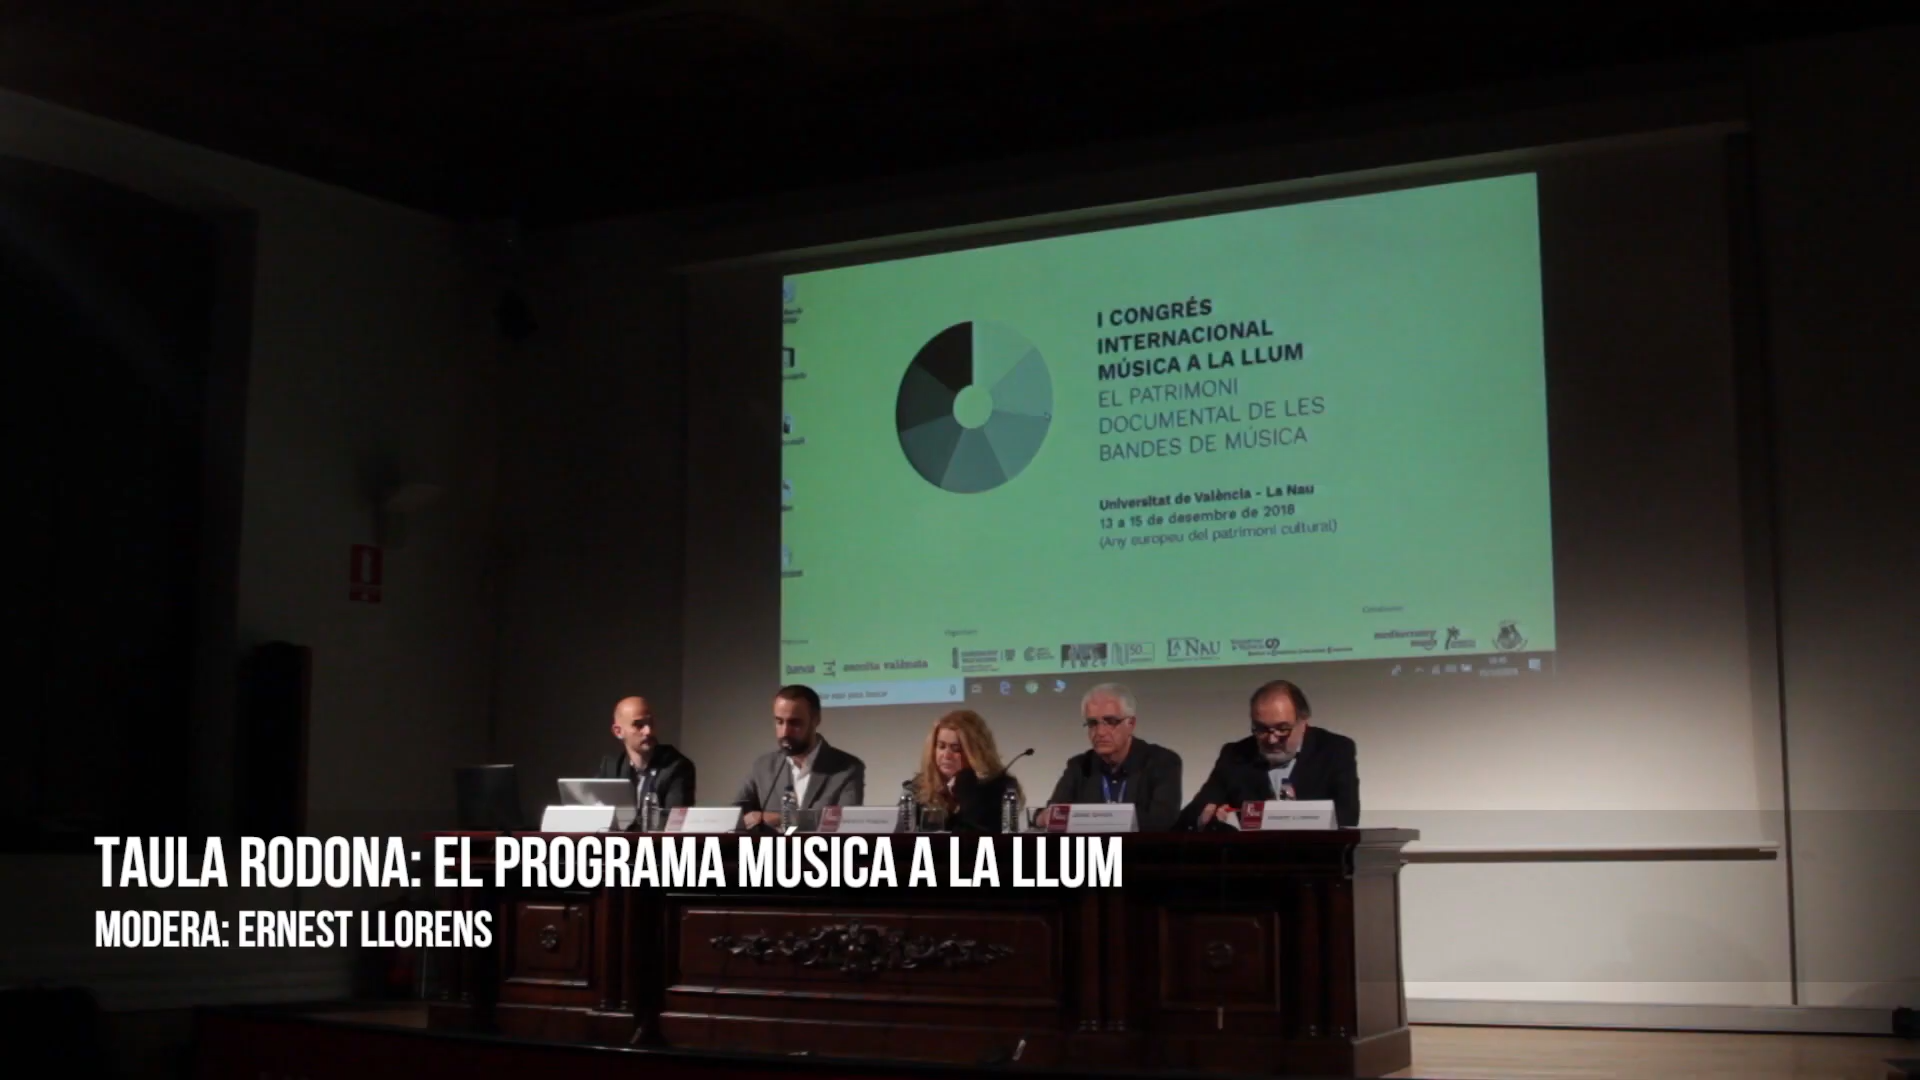 I CONGRÉS
INTERNACIONAL
MÚSICA A LA LLUM
EL PATRIMONI
DOCUMENTAL DE LES
BANDES DE MÚSICA
Universitat de València - La Nau
13 a 15 de desembre de 2018
(Any europeu del patrimoni cultural)
LA NAU
TAULA RODONA: EL PROGRAMA MÚSICA A LA LLUM
MODERA: ERNEST LLORENS